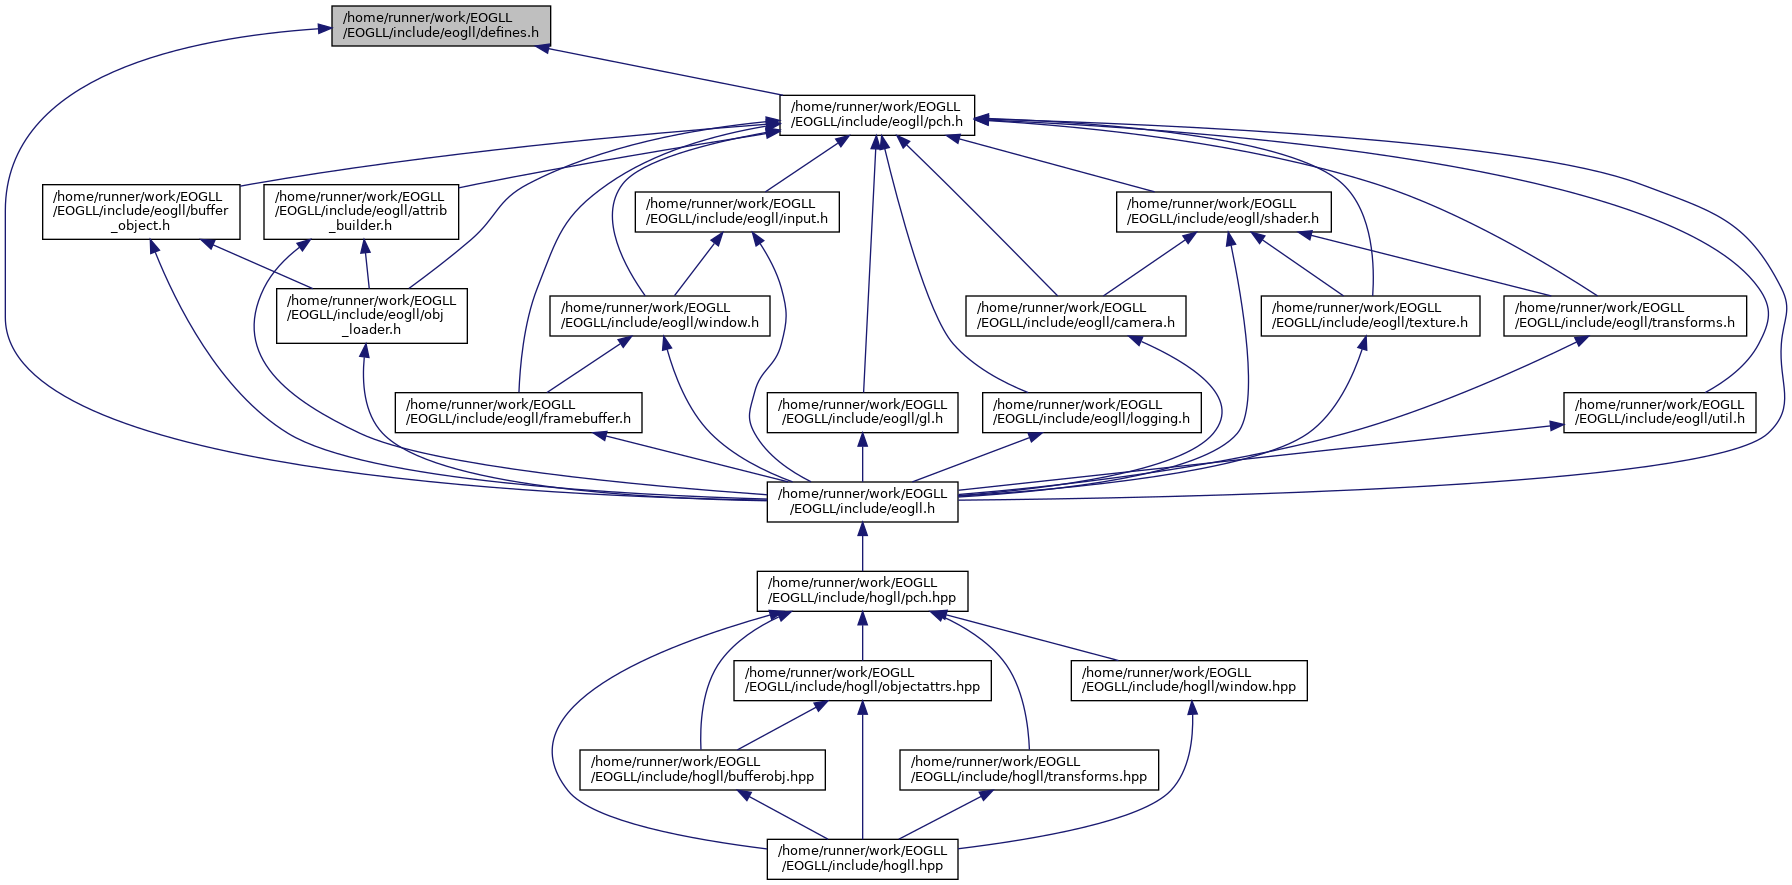 /home/runner/work/EOGLL
/EOGLL/include/eogll/defines.h
/home/runner/work/EOGLL
/EOGLL/include/eogll/pch.h
/home/runner/work/EOGLL
/EOGLL/include/eogll/buffer
_object.h
/home/runner/work/EOGLL
/EOGLL/include/eogll/attrib
_builder.h
/home/runner/work/EOGLL
/EOGLL/include/eogll/input.h
/home/runner/work/EOGLL
/EOGLL/include/eogll/shader.h
/home/runner/work/EOGLL
/EOGLL/include/eogll/obj
_loader.h
/home/runner/work/EOGLL
/EOGLL/include/eogll/window.h
/home/runner/work/EOGLL
/EOGLL/include/eogll/camera.h
/home/runner/work/EOGLL
/EOGLL/include/eogll/texture.h
/home/runner/work/EOGLL
/EOGLL/include/eogll/transforms.h
/home/runner/work/EOGLL
/EOGLL/include/eogll/framebuffer.h
/home/runner/work/EOGLL
/EOGLL/include/eogll/gl.h
/home/runner/work/EOGLL
/EOGLL/include/eogll/logging.h
/home/runner/work/EOGLL
/EOGLL/include/eogll/util.h
/home/runner/work/EOGLL
/EOGLL/include/eogll.h
/home/runner/work/EOGLL
/EOGLL/include/hogll/pch.hpp
/home/runner/work/EOGLL
/EOGLL/include/hogll/objectattrs.hpp
/home/runner/work/EOGLL
/EOGLL/include/hogll/window.hpp
/home/runner/work/EOGLL
/EOGLL/include/hogll/bufferobj.hpp
/home/runner/work/EOGLL
/EOGLL/include/hogll/transforms.hpp
/home/runner/work/EOGLL
/EOGLL/include/hogll.hpp